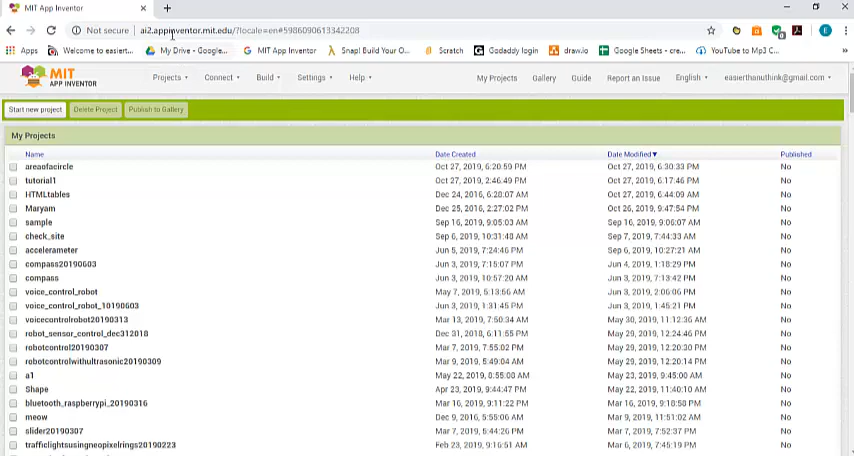 MIT App Inventor
Not secure | ai2.appinventor.mit.edu/?locale=en#5986090613342208
Apps Welcome to easiert... My Drive - Google... MIT App Inventor Snap! Build Your O... Scratch Godaddy login draw.io Google Sheets - cre... YouTube to Mp3 C...
MIT APP INVENTOR Projects Connect Build Settings Help My Projects Gallery Guide Report an Issue English easierthanuthink@gmail.com
Start new project Delete Project Publish to Gallery
My Projects
Name Date Created Date Modified▼ Published
areaofacircle Oct 27, 2019, 6:20:59 PM Oct 27, 2019, 6:30:33 PM No
tutorial1 Oct 27, 2019, 2:46:49 PM Oct 27, 2019, 6:17:46 PM No
HTMLtables Dec 24, 2016, 6:20:07 AM Oct 27, 2019, 6:44:09 AM No
Maryam Dec 25, 2016, 2:27:02 PM Oct 26, 2019, 9:47:54 PM No
sample Sep 16, 2019, 9:05:03 AM Sep 16, 2019, 9:06:07 AM No
check_site Sep 6, 2019, 10:31:48 AM Sep 7, 2019, 7:44:33 AM No
accelerameter Jun 5, 2019, 7:24:46 PM Sep 6, 2019, 10:27:21 AM No
compass20190603 Jun 3, 2019, 7:15:07 PM Jun 4, 2019, 1:18:29 PM No
compass Jun 3, 2019, 10:57:20 AM Jun 3, 2019, 7:13:42 PM No
voice_control_robot May 7, 2019, 5:13:56 AM Jun 3, 2019, 2:06:06 PM No
voice_control_robot_10190603 Jun 3, 2019, 1:31:45 PM Jun 3, 2019, 1:45:21 PM No
voicecontrolrobot20190313 Mar 13, 2019, 7:50:34 AM May 30, 2019, 11:12:36 AM No
robot_sensor_control_dec312018 Dec 31, 2018, 6:11:55 PM May 29, 2019, 12:24:46 PM No
robotcontrol20190307 Mar 7, 2019, 7:55:02 PM May 29, 2019, 12:20:30 PM No
robotcontrolwithultrasonic20190309 Mar 9, 2019, 5:49:04 AM May 29, 2019, 12:20:14 PM No
a1 May 22, 2019, 8:55:00 AM May 23, 2019, 9:45:00 AM No
Shape Apr 23, 2019, 9:44:47 PM May 22, 2019, 11:40:10 AM No
bluetooth_raspberrypi_20190316 Mar 16, 2019, 9:11:22 PM Mar 16, 2019, 9:18:58 PM No
meow Dec 9, 2016, 5:55:06 AM Mar 9, 2019, 11:51:02 AM No
slider20190307 Mar 7, 2019, 5:44:26 PM Mar 7, 2019, 7:52:37 PM No
trafficlightsusingneopixelrings20190223 Feb 23, 2019, 9:16:51 AM Mar 6, 2019, 7:45:19 PM No